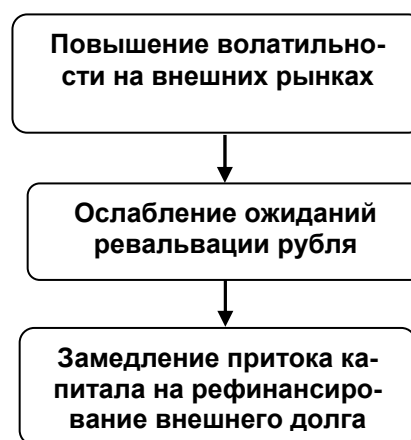 Повышение волатильно-
сти на внешних рынках
Ослабление ожиданий
ревальвации рубля
Замедление притока ка-
питала на рефинансиро-
вание внешнего долга